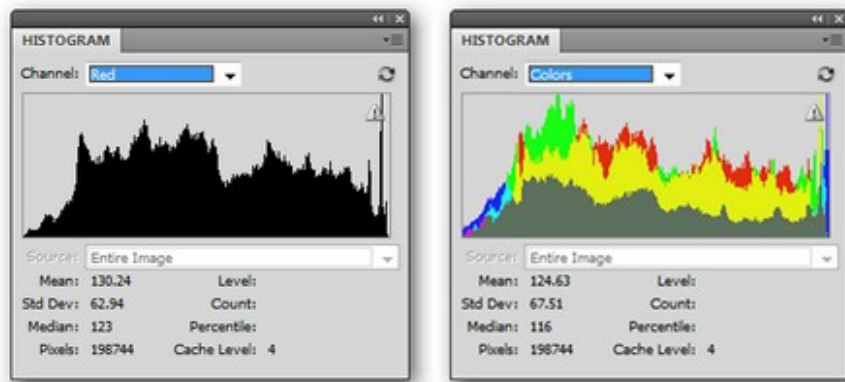 HISTOGRAM
Channel: Red
Source: Entire Image
Mean: 130.24 Level:
Std Dev: 62.94 Count:
Median: 123 Percentile:
Pixels: 198744 Cache Level: 4
HISTOGRAM
Channel: Colors
Source: Entire Image
Mean: 124.63 Level:
Std Dev: 67.51 Count:
Median: 116 Percentile:
Pixels: 198744 Cache Level: 4